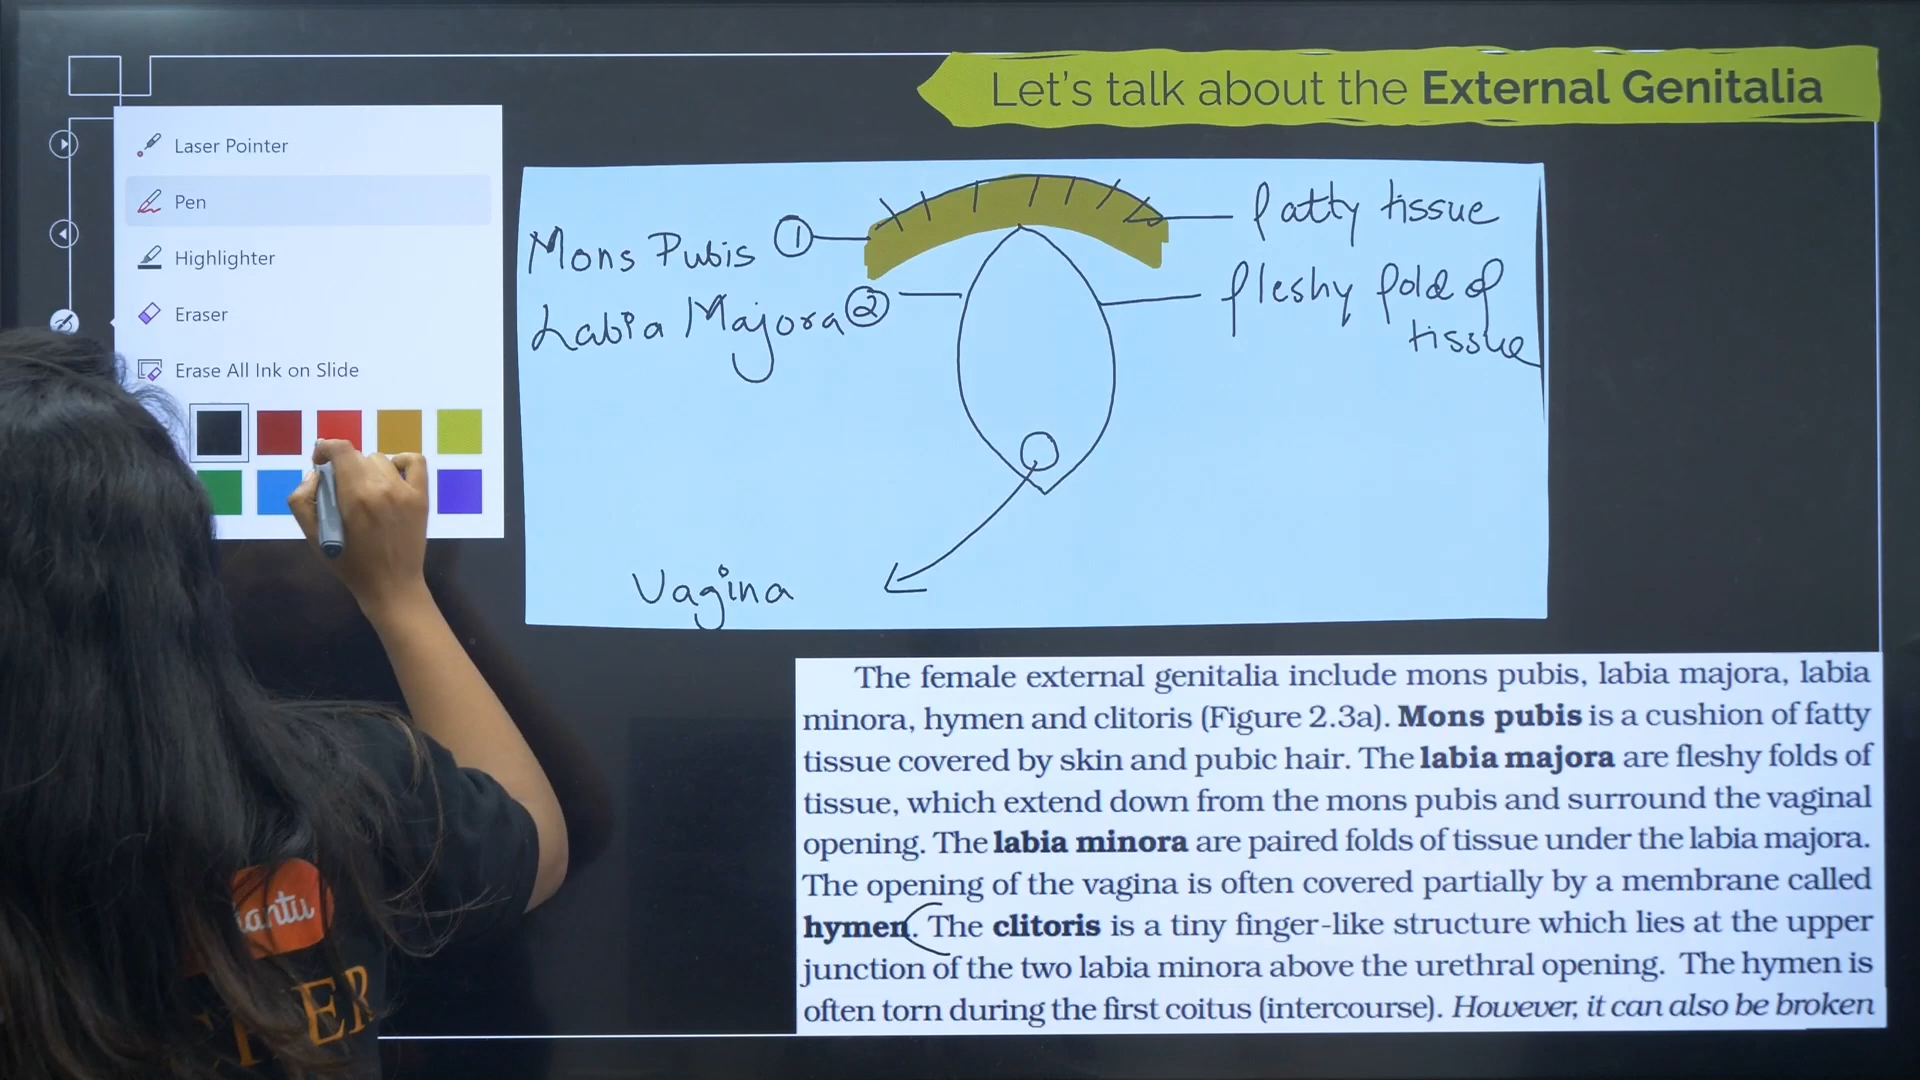 Let's talk about the External Genitalia
Laser Pointer
Pen
Highlighter
Eraser
Erase All Ink on Slide
Mons Pubis 1
Labia Majora 2
fatty tissue
fleshy fold of
tissue
Vagina
The female external genitalia include mons pubis, labia majora, labia
minora, hymen and clitoris (Figure 2.3a). Mons pubis is a cushion of fatty
tissue covered by skin and pubic hair. The labia majora are fleshy folds of
tissue, which extend down from the mons pubis and surround the vaginal
opening. The labia minora are paired folds of tissue under the labia majora.
The opening of the vagina is often covered partially by a membrane called
hymen. The clitoris is a tiny finger-like structure which lies at the upper
junction of the two labia minora above the urethral opening. The hymen is
often torn during the first coitus (intercourse). However, it can also be broken